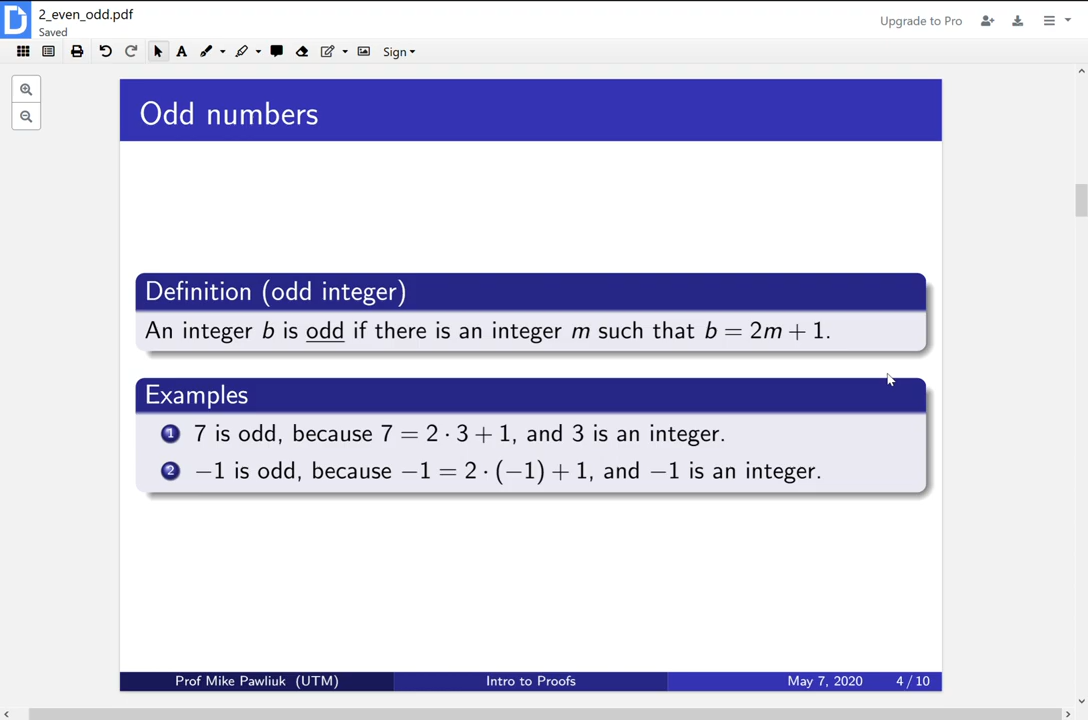 2_even_odd.pdf
Saved
Upgrade to Pro
Sign
Odd numbers
Definition (odd integer)
An integer b is odd if there is an integer m such that b = 2m + 1.
Examples
1 7 is odd, because 7 = 2 · 3 + 1, and 3 is an integer.
2 −1 is odd, because −1 = 2 · (−1) + 1, and −1 is an integer.
Prof Mike Pawliuk (UTM) Intro to Proofs May 7, 2020 4 / 10